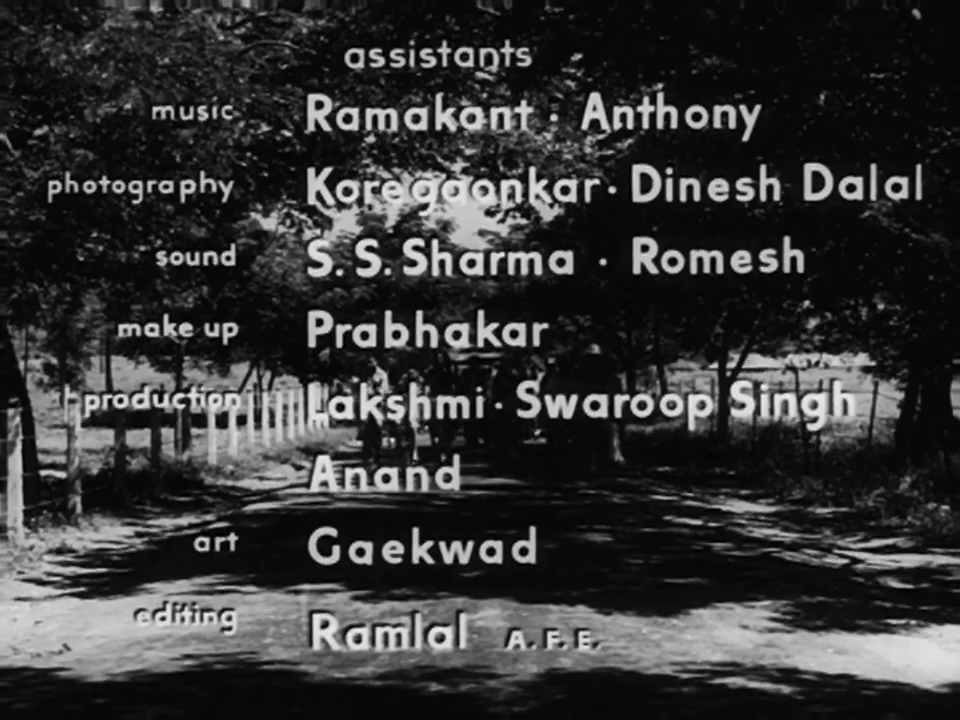 assistants
music Ramakant · Anthony
photography Karegaonkar · Dinesh Dalal
sound S. S. Sharma · Romesh
make up Prabhakar
production Lakshmi · Swaroop Singh
Anand
art Gaekwad
editing Ramlal A. F. E.